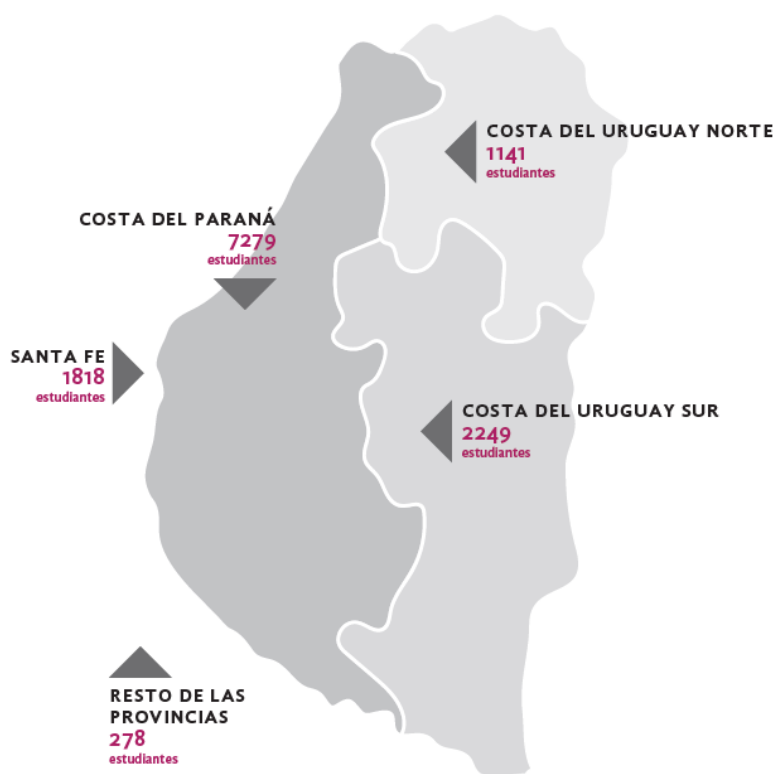 COSTA DEL URUGUAY NORTE
1141
estudiantes
COSTA DEL PARANÁ
7279
estudiantes
SANTA FE
1818
estudiantes
COSTA DEL URUGUAY SUR
2249
estudiantes
RESTO DE LAS
PROVINCIAS
278
estudiantes